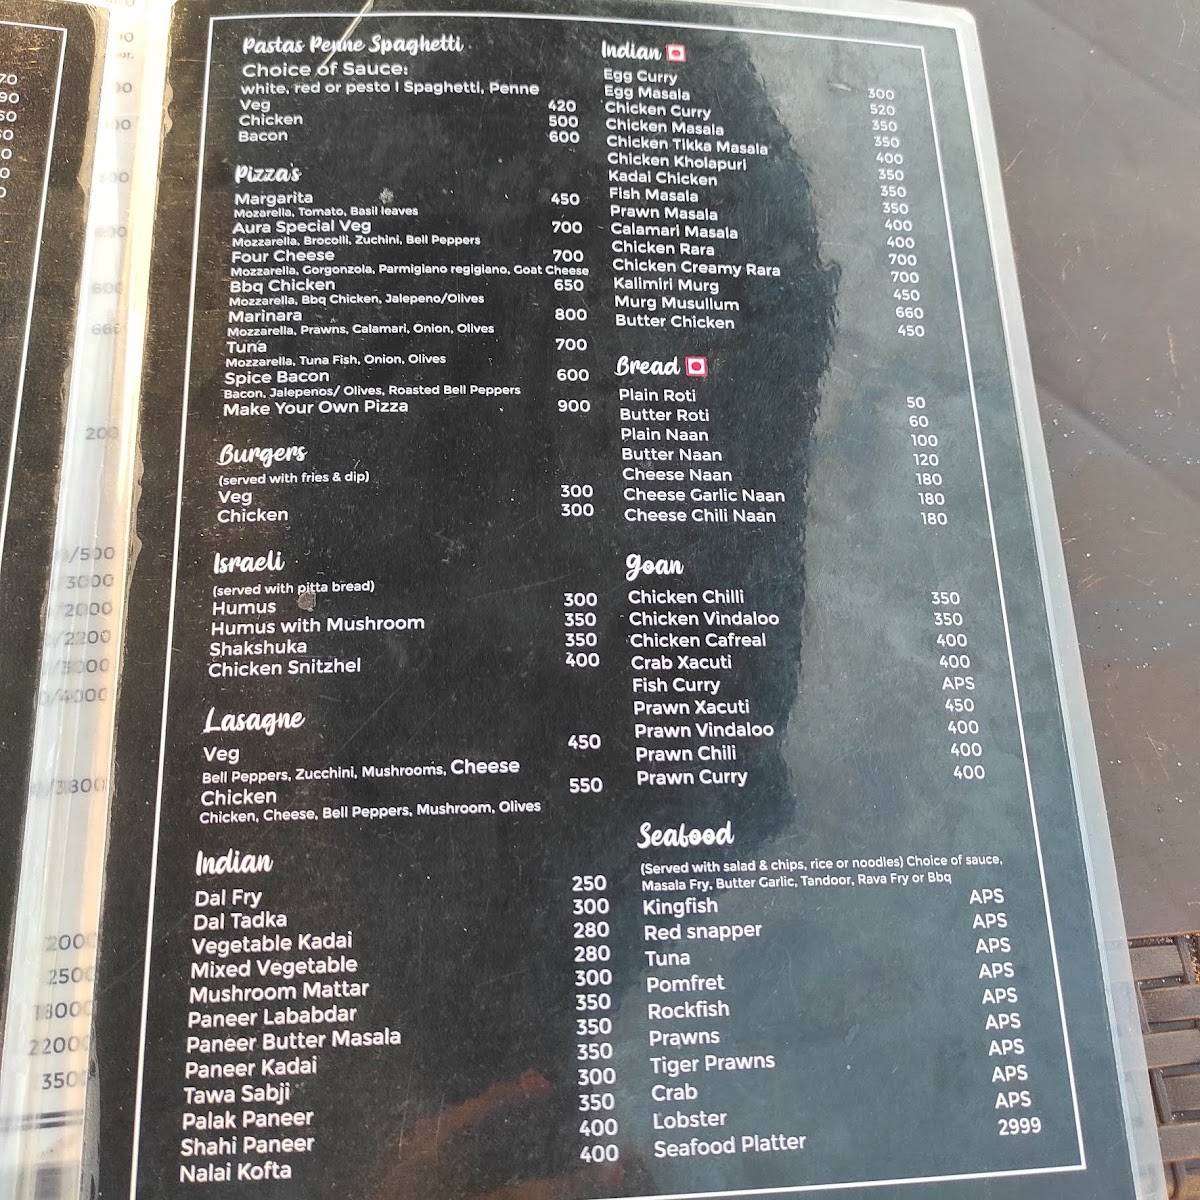 Pastas Penne Spaghetti
Choice of Sauce:
white, red or pesto I Spaghetti, Penne
Veg 420
Chicken 500
Bacon 600
Pizza's
Margarita 450
Mozarella, Tomato, Basil leaves
Aura Special Veg 700
Mozzarella, Brocolli, Zuchini, Bell Peppers
Four Cheese 700
Mozzarella, Gorgonzola, Parmigiano regigiano, Goat Cheese
Bbq Chicken 650
Mozzarella, Bbq Chicken, Jalepeno/Olives
Marinara 800
Mozzarella, Prawns, Calamari, Onion, Olives
Tuna 700
Mozzarella, Tuna Fish, Onion, Olives
Spice Bacon 600
Bacon, Jalepenos/ Olives, Roasted Bell Peppers
Make Your Own Pizza 900
Burgers
(served with fries & dip)
Veg 300
Chicken 300
Israeli
(served with pitta bread)
Humus 300
Humus with Mushroom 350
Shakshuka 350
Chicken Snitzhel 400
Lasagne
Veg 450
Bell Peppers, Zucchini, Mushrooms, Cheese
Chicken 550
Chicken, Cheese, Bell Peppers, Mushroom, Olives
Indian
Dal Fry 250
Dal Tadka 300
Vegetable Kadai 280
Mixed Vegetable 280
Mushroom Mattar 300
Paneer Lababdar 350
Paneer Butter Masala 350
Paneer Kadai 350
Tawa Sabji 300
Palak Paneer 350
Shahi Paneer 400
Nalai Kofta 400
Indian
Egg Curry 300
Egg Masala 520
Chicken Curry 350
Chicken Masala 350
Chicken Tikka Masala 400
Chicken Kholapuri 350
Kadai Chicken 350
Fish Masala 350
Prawn Masala 400
Calamari Masala 400
Chicken Rara 700
Chicken Creamy Rara 700
Kalimiri Murg 450
Murg Musullum 660
Butter Chicken 450
Bread
Plain Roti 50
Butter Roti 60
Plain Naan 100
Butter Naan 120
Cheese Naan 180
Cheese Garlic Naan 180
Cheese Chili Naan 180
Goan
Chicken Chilli 350
Chicken Vindaloo 350
Chicken Cafreal 400
Crab Xacuti 400
Fish Curry APS
Prawn Xacuti 450
Prawn Vindaloo 400
Prawn Chili 400
Prawn Curry 400
Seafood
(Served with salad & chips, rice or noodles) Choice of sauce,
Masala Fry, Butter Garlic, Tandoor, Rava Fry or Bbq
Kingfish APS
Red snapper APS
Tuna APS
Pomfret APS
Rockfish APS
Prawns APS
Tiger Prawns APS
Crab APS
Lobster APS
Seafood Platter 2999